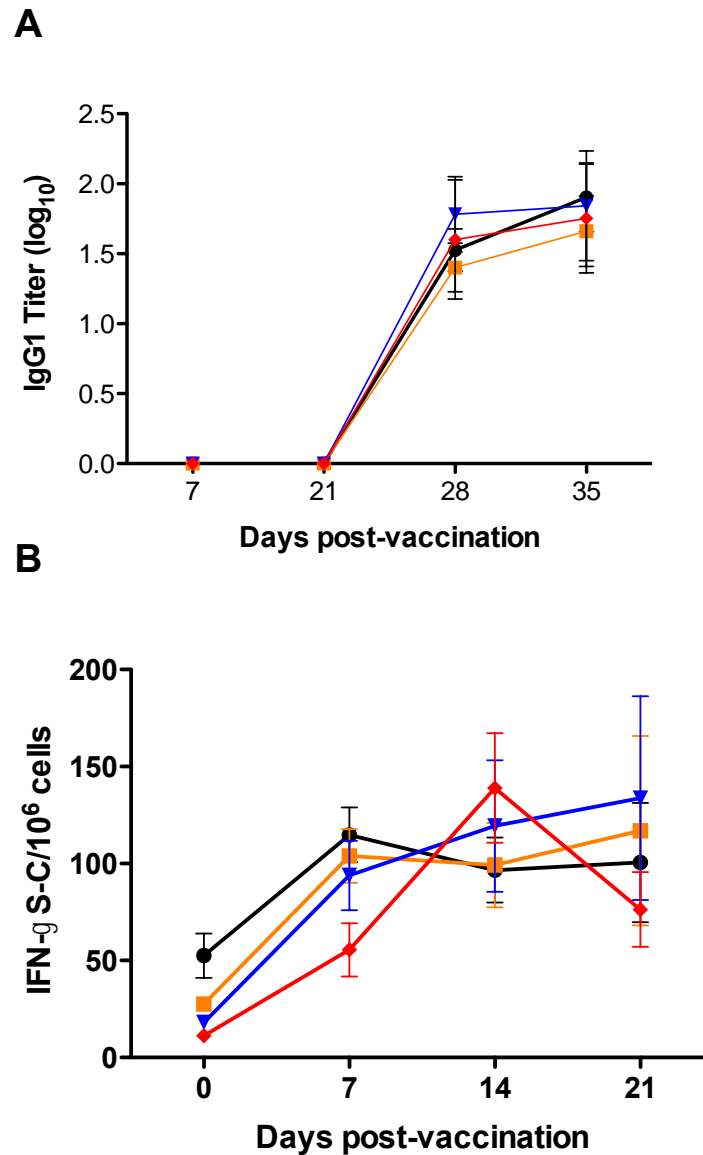 A
2.5
2.0
1.5
1.0
0.5
0.0
IgG1 Titer (log10)
7 21 28 35
Days post-vaccination
B
200
150
100
50
0
IFN-g S-C/10^6 cells
0 7 14 21
Days post-vaccination